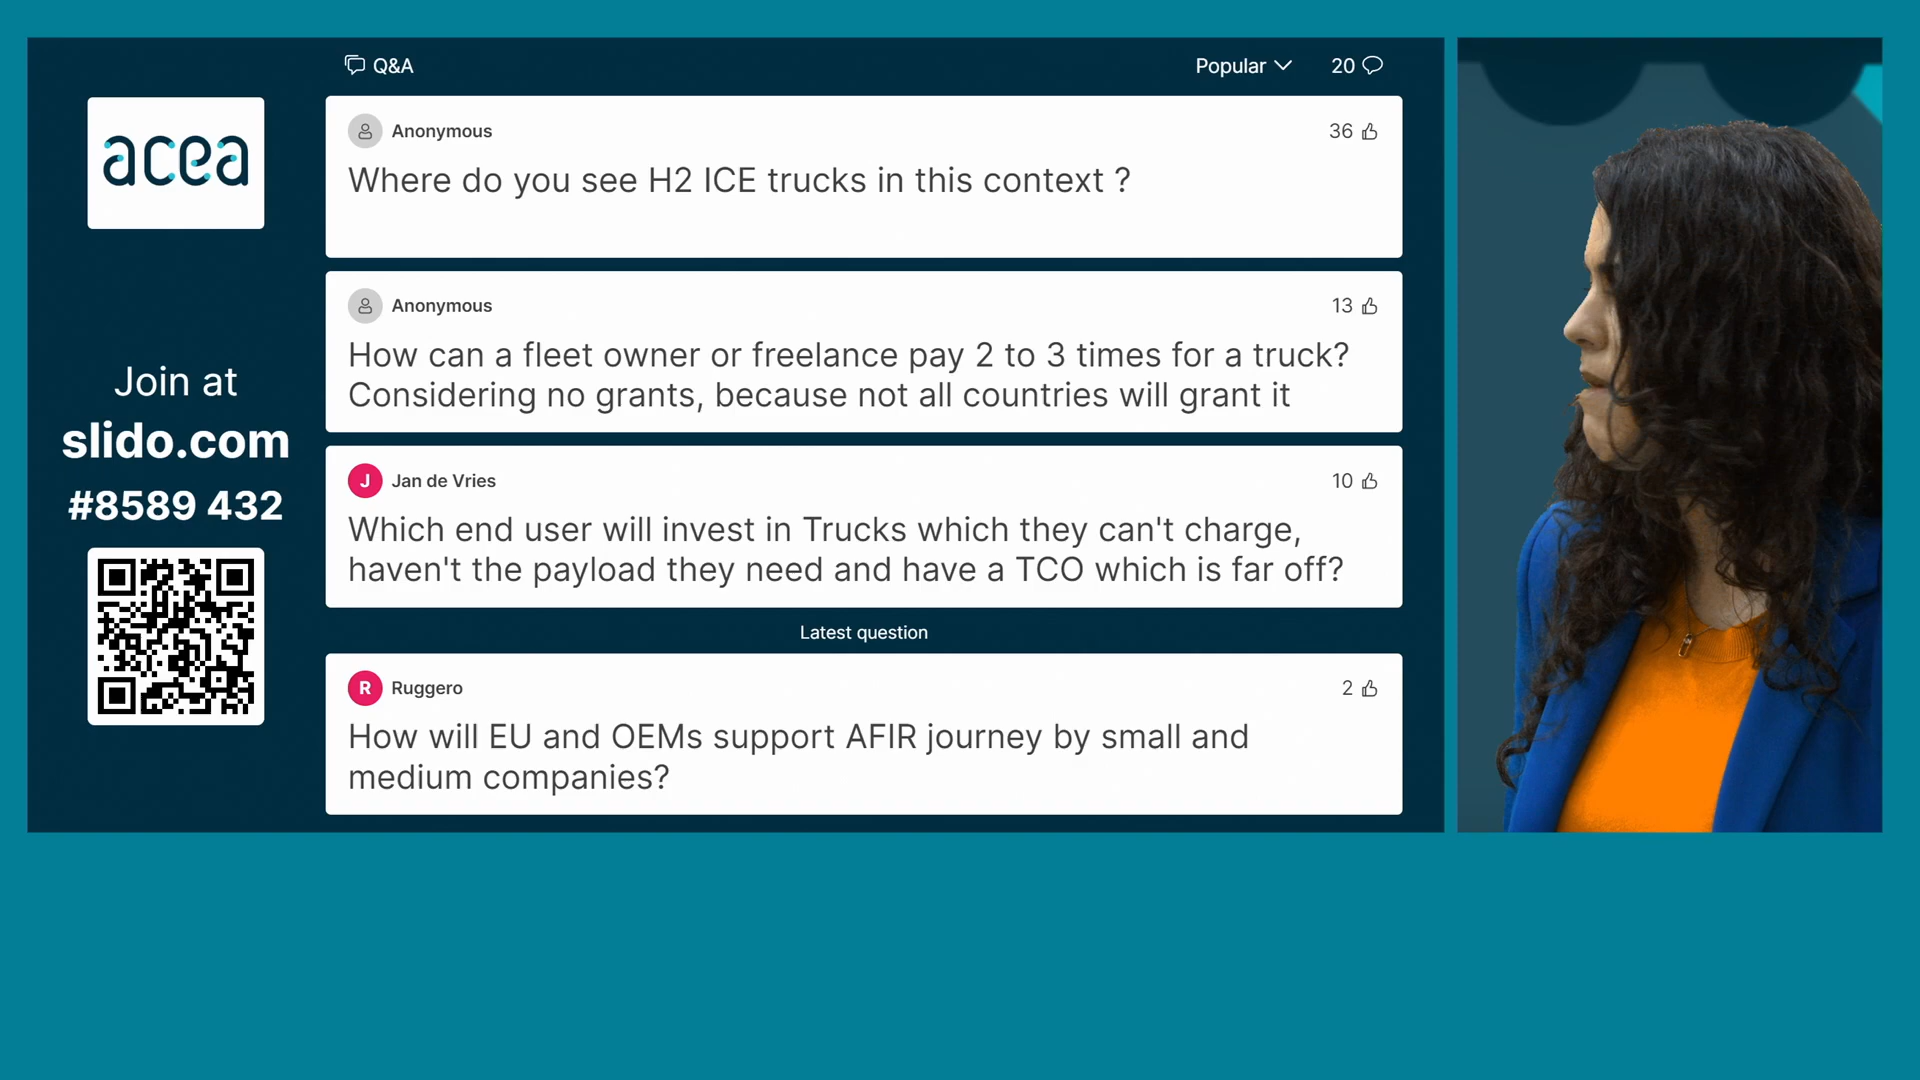 Q&A
Popular
20
acea
Anonymous
36
Where do you see H2 ICE trucks in this context ?
Anonymous
13
How can a fleet owner or freelance pay 2 to 3 times for a truck?
Considering no grants, because not all countries will grant it
Join at
slido.com
#8589 432
J
Jan de Vries
10
Which end user will invest in Trucks which they can't charge,
haven't the payload they need and have a TCO which is far off?
Latest question
R
Ruggero
2
How will EU and OEMs support AFIR journey by small and
medium companies?